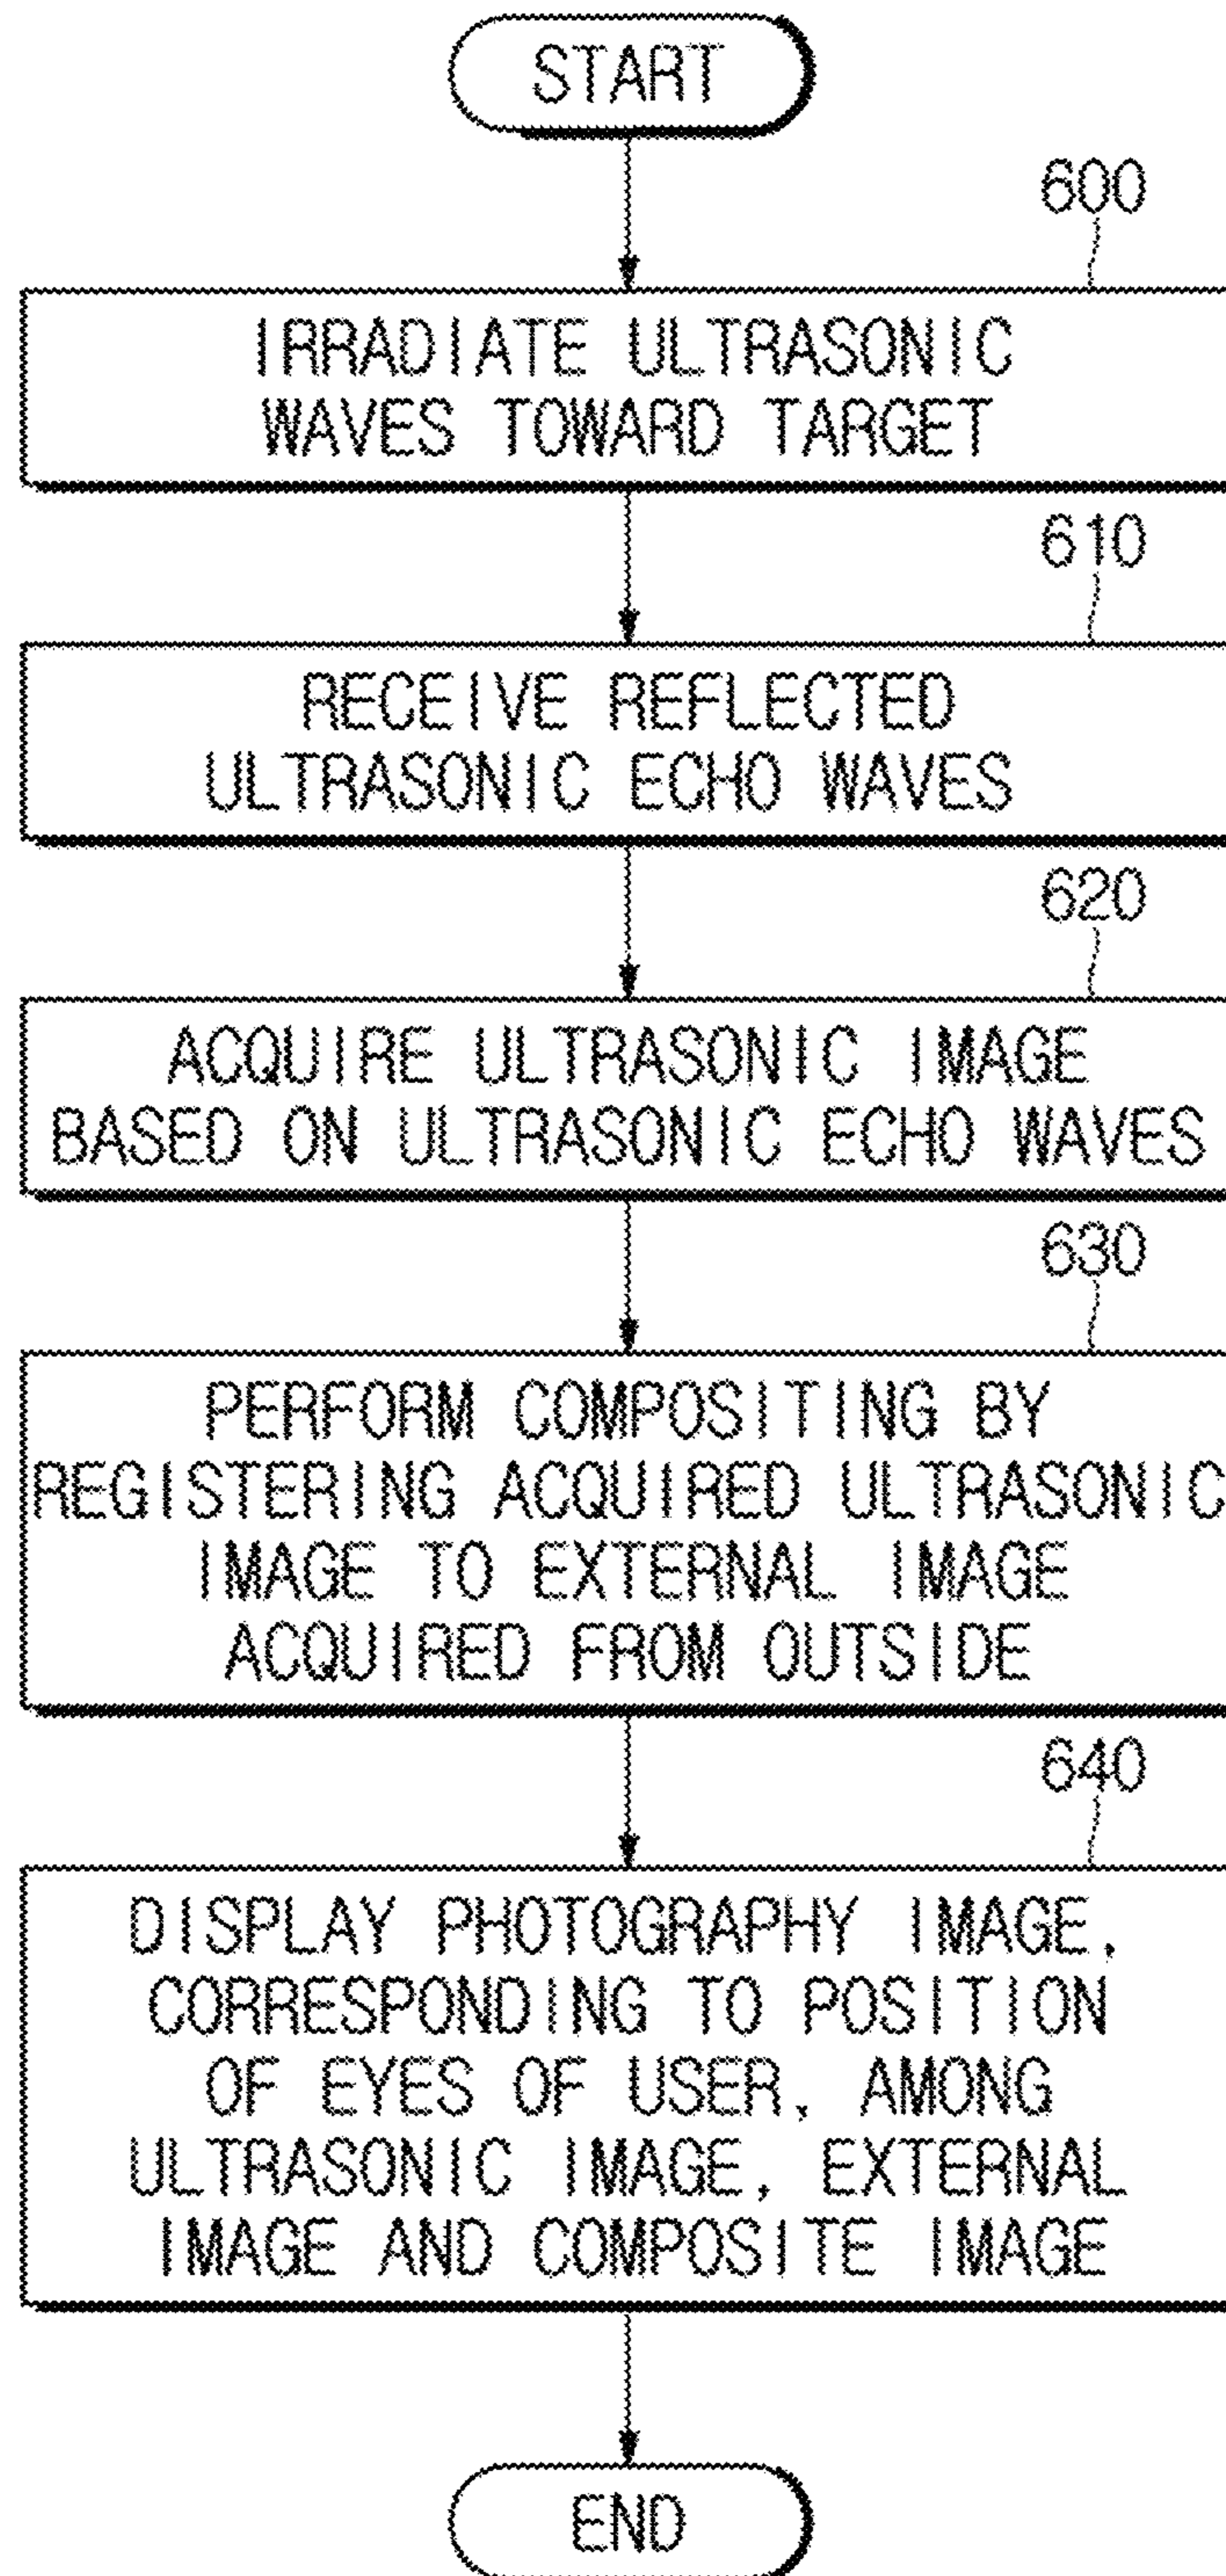 START
600
IRRADIATE ULTRASONIC
WAVES TOWARD TARGET
610
RECEIVE REFLECTED
ULTRASONIC ECHO WAVES
620
ACQUIRE ULTRASONIC IMAGE
BASED ON ULTRASONIC ECHO WAVES
630
PERFORM COMPOSITING BY
REGISTERING ACQUIRED ULTRASONIC
IMAGE TO EXTERNAL IMAGE
ACQUIRED FROM OUTSIDE
640
DISPLAY PHOTOGRAPHY IMAGE,
CORRESPONDING TO POSITION
OF EYES OF USER, AMONG
ULTRASONIC IMAGE, EXTERNAL
IMAGE AND COMPOSITE IMAGE
END